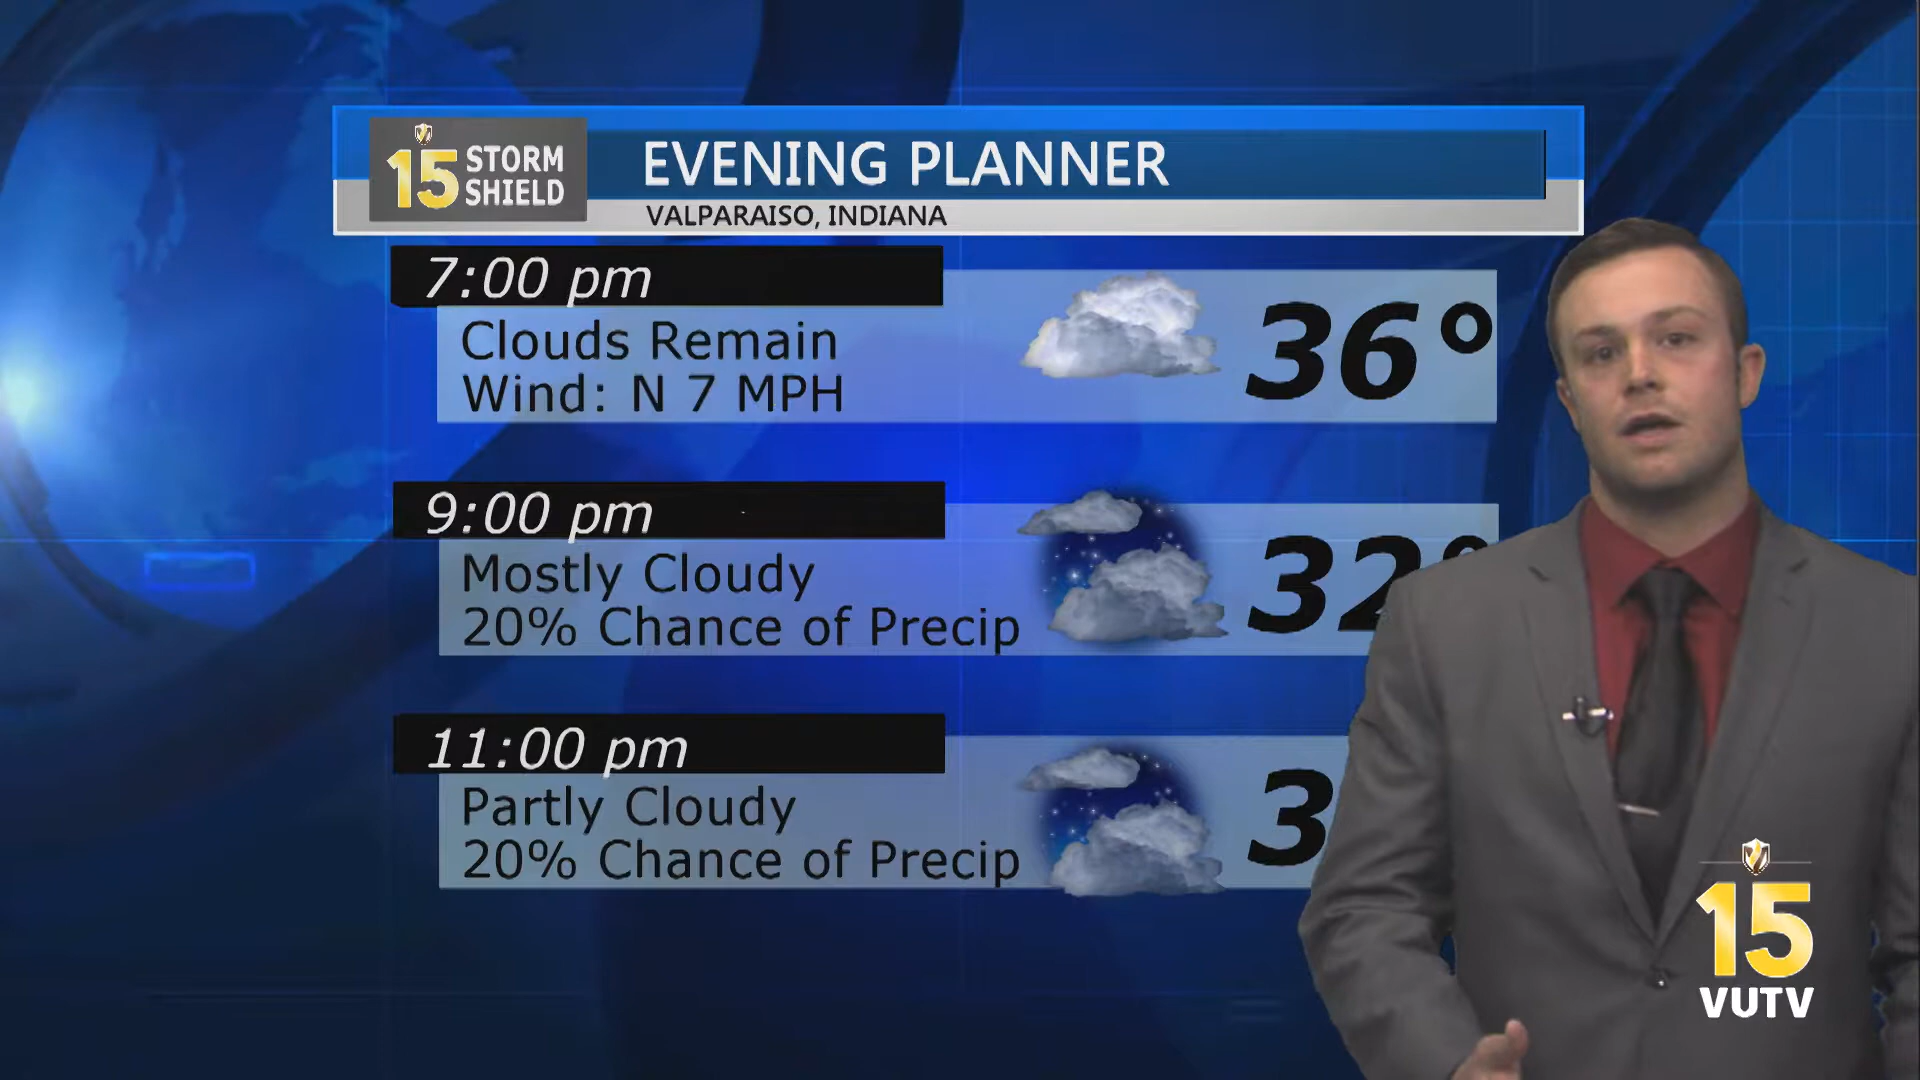 15 STORM
SHIELD
EVENING PLANNER
VALPARAISO, INDIANA
7:00 pm
Clouds Remain
Wind: N 7 MPH
36°
9:00 pm
Mostly Cloudy
20% Chance of Precip
32°
11:00 pm
Partly Cloudy
20% Chance of Precip
15
VUTV